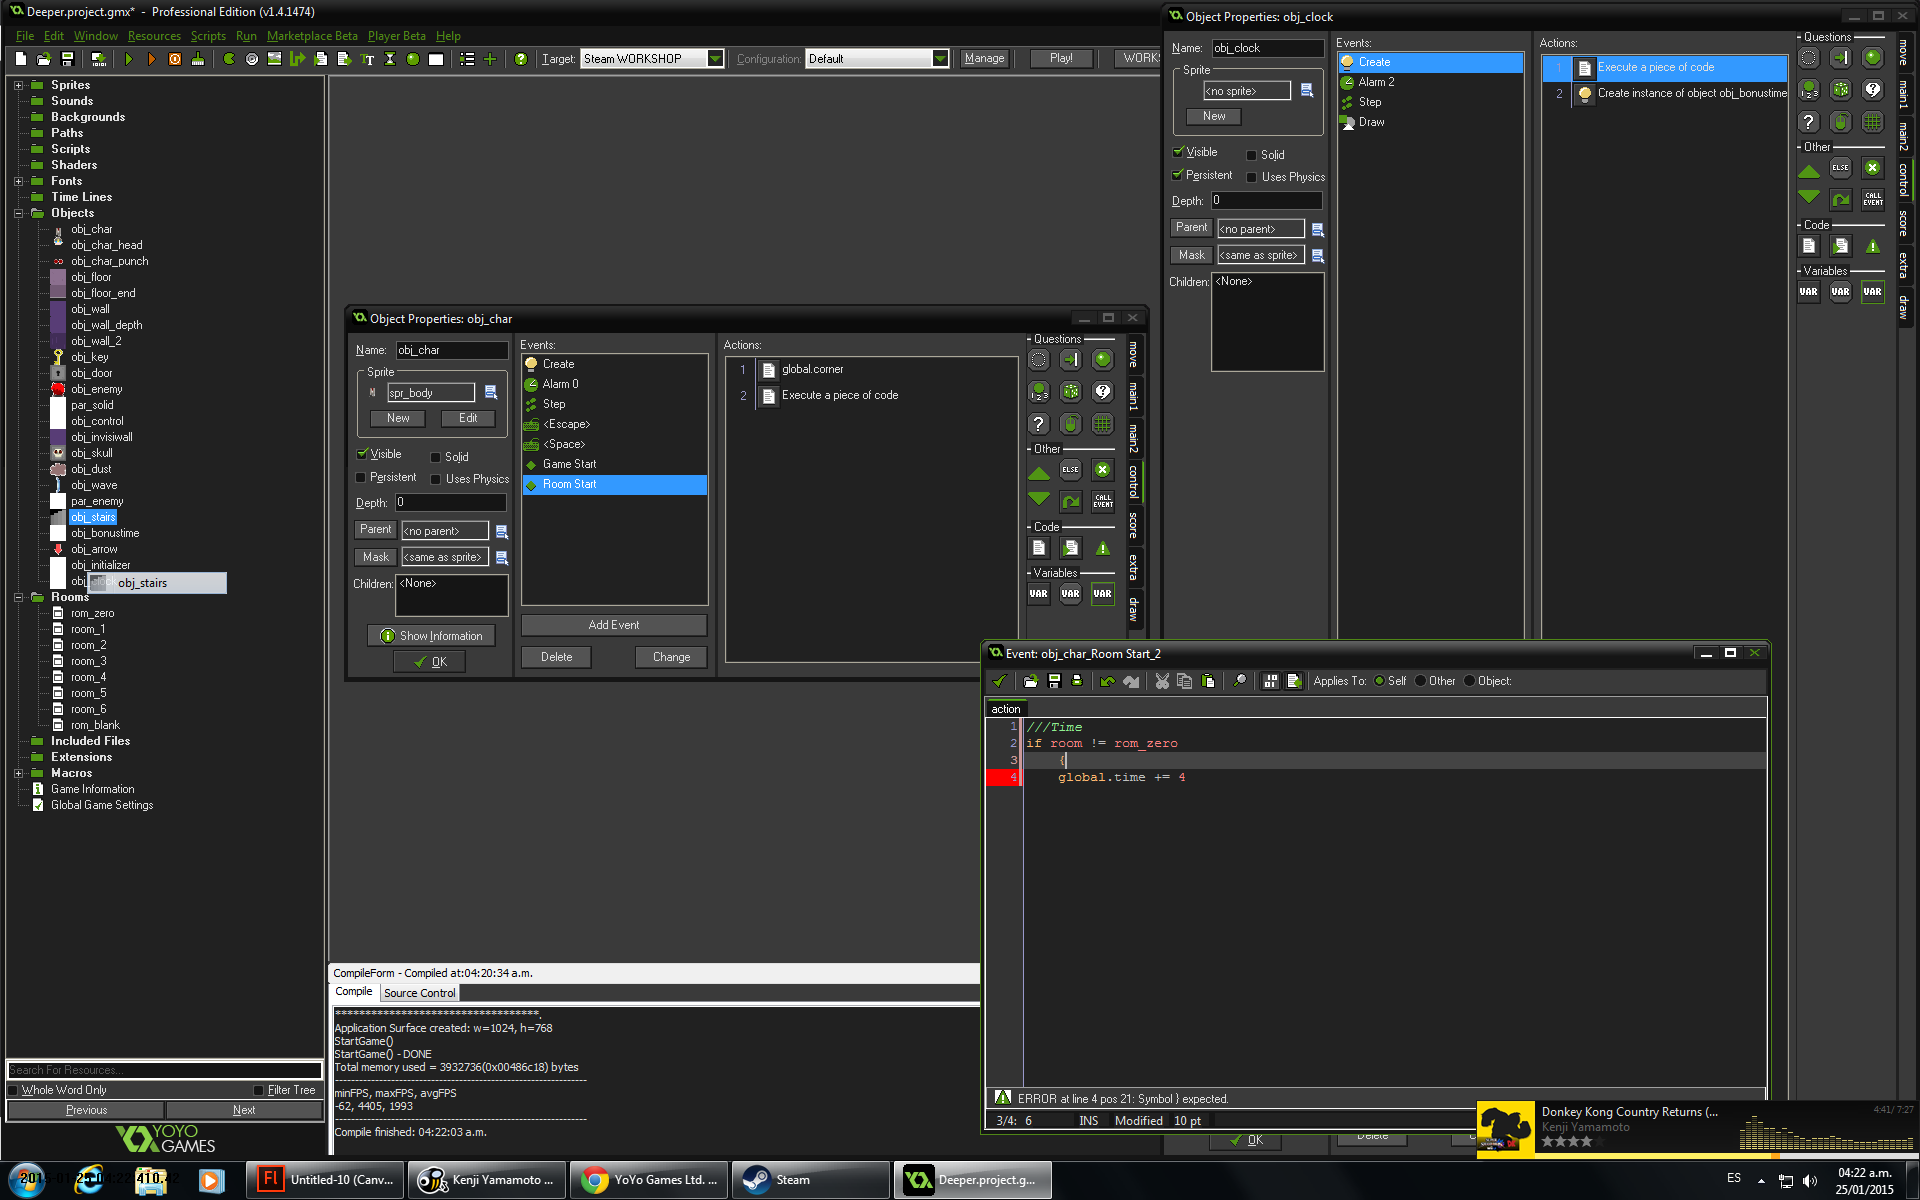 Deeper.project.gmx* - Professional Edition (v1.4.1474)
File Edit Window Resources Scripts Run Marketplace Beta Player Beta Help
Target: Steam WORKSHOP Configuration: Default Manage Play! WORK
Sprites
Sounds
Backgrounds
Paths
Scripts
Shaders
Fonts
Time Lines
Objects
obj_char
obj_char_head
obj_char_punch
obj_floor
obj_floor_end
obj_wall
obj_wall_depth
obj_wall_2
obj_key
obj_door
obj_enemy
par_solid
obj_control
obj_invisiwall
obj_skull
obj_dust
obj_wave
par_enemy
obj_stairs
obj_bonustime
obj_arrow
obj_initializer
obj_stairs
Rooms
rom_zero
room_1
room_2
room_3
room_4
room_5
room_6
rom_blank
Included Files
Extensions
Macros
Game Information
Global Game Settings
Search For Resources...
Whole Word Only Filter Tree
Previous Next
YOYO GAMES
Object Properties: obj_char
Name: obj_char
Sprite
spr_body
New Edit
Visible Solid
Persistent Uses Physics
Depth: 0
Parent <no parent>
Mask <same as sprite>
Children: <None>
Show Information
OK
Events:
Create
Alarm 0
Step
<Escape>
<Space>
Game Start
Room Start
Add Event
Delete Change
Actions:
1 global.corner
2 Execute a piece of code
Questions
Other
ELSE
CALL EVENT
Code
Variables
VAR VAR VAR
move
main1
main2
control
score
extra
draw
Object Properties: obj_clock
Name: obj_clock
Sprite
<no sprite>
New
Visible Solid
Persistent Uses Physics
Depth: 0
Parent <no parent>
Mask <same as sprite>
Children: <None>
OK
Events:
Create
Alarm 2
Step
Draw
Delete
Actions:
1 Execute a piece of code
2 Create instance of object obj_bonustime
Questions
Other
ELSE
CALL EVENT
Code
Variables
VAR VAR VAR
move
main1
main2
control
score
extra
draw
Event: obj_char_Room Start_2
Applies To: Self Other Object:
action
1 ///Time
2 if room != rom_zero
3 {
4 global.time += 4
ERROR at line 4 pos 21: Symbol } expected.
3/4: 6 INS Modified 10 pt
CompileForm - Compiled at:04:20:34 a.m.
Compile Source Control
***********************************.
Application Surface created: w=1024, h=768
StartGame()
StartGame() - DONE
Total memory used = 3932736(0x00486c18) bytes
minFPS, maxFPS, avgFPS
-62, 4405, 1993
Compile finished: 04:22:03 a.m.
Donkey Kong Country Returns (...
Kenji Yamamoto
4:41/ 7:27
Untitled-10 (Canv...
Kenji Yamamoto ...
YoYo Games Ltd. ...
Steam
Deeper.project.g...
ES
04:22 a.m.
25/01/2015